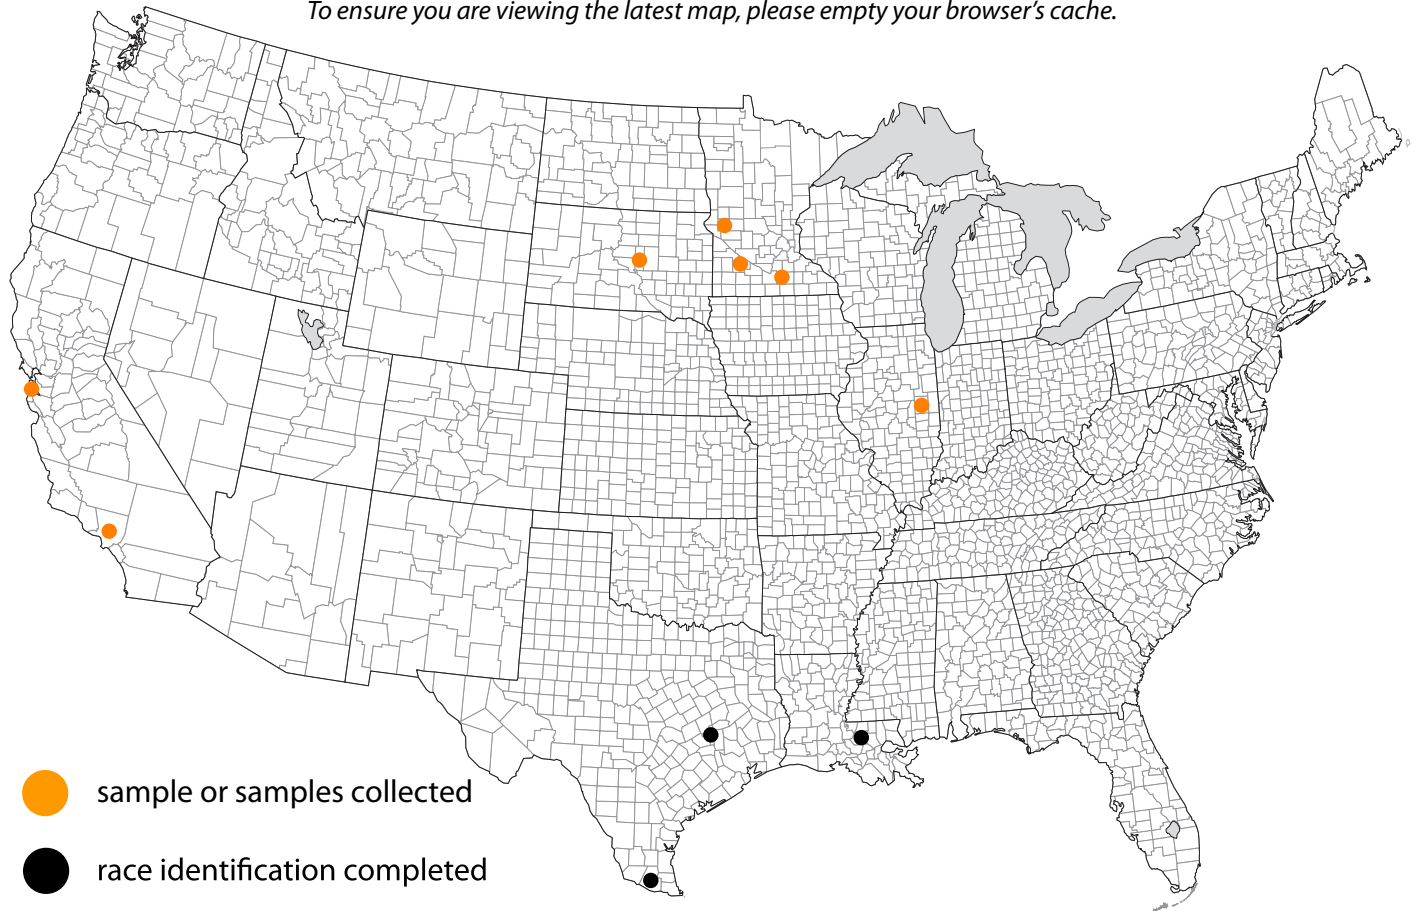 To ensure you are viewing the latest map, please empty your browser’s cache.
sample or samples collected
race identification completed